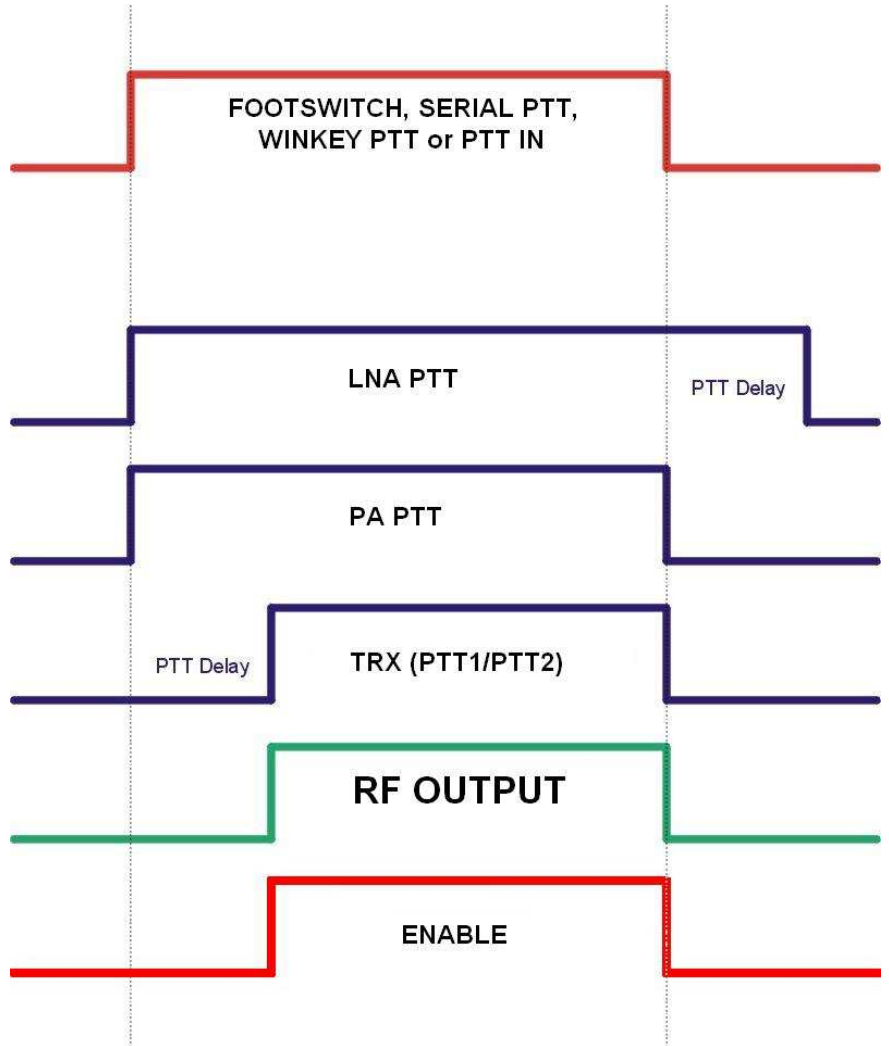 FOOTSWITCH, SERIAL PTT,
WINKEY PTT or PTT IN
LNA PTT
PTT Delay
PA PTT
PTT Delay
TRX (PTT1/PTT2)
RF OUTPUT
ENABLE